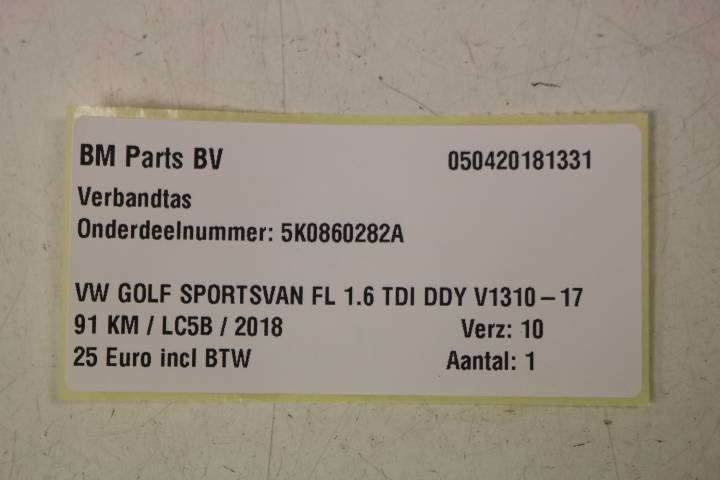 BM Parts BV 050420181331
Verbandtas
Onderdeelnummer: 5K0860282A
VW GOLF SPORTSVAN FL 1.6 TDI DDY V1310-17
91 KM / LC5B / 2018 Verz: 10
25 Euro incl BTW Aantal: 1